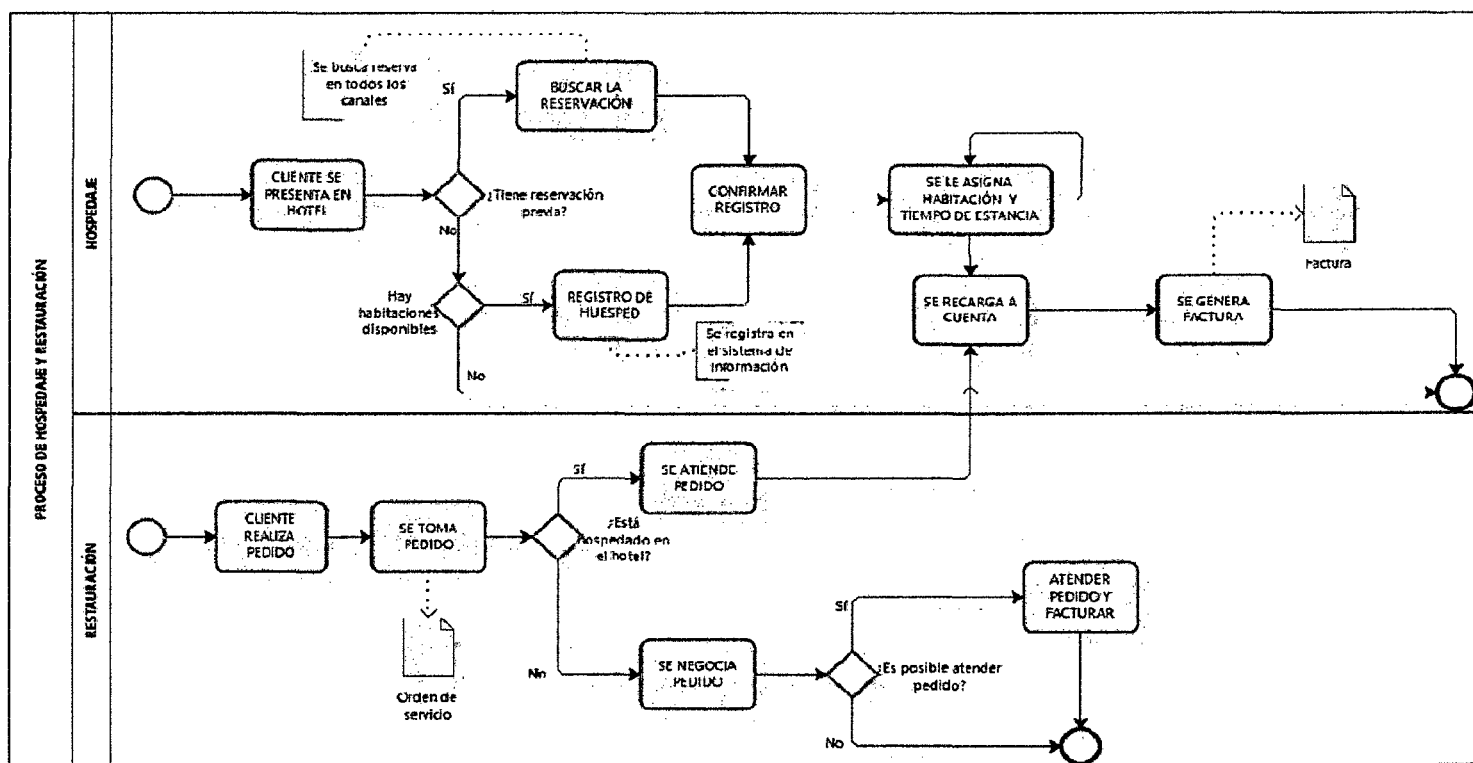 PROCESO DE HOSPEDAJE Y RESTAURACIÓN
HOSPEDAJE
Se busca reserva
en todos los
canales
Sí
BUSCAR LA
RESERVACIÓN
CLIENTE SE
PRESENTA EN
HOTEL
¿Tiene reservación
previa?
No
CONFIRMAR
REGISTRO
SE LE ASIGNA
HABITACIÓN Y
TIEMPO DE ESTANCIA
Factura
Hay
habitaciones
disponibles
Sí
REGISTRO DE
HUESPED
SE RECARGA A
CUENTA
SE GENERA
FACTURA
Se registra en
el sistema de
información
No
RESTAURACIÓN
CLIENTE
REALIZA
PEDIDO
SE TOMA
PEDIDO
¿Está
hospedado en
el hotel?
Sí
SE ATIENDE
PEDIDO
Orden de
servicio
No
SE NEGOCIA
PEDIDO
¿Es posible atender
pedido?
Sí
ATENDER
PEDIDO Y
FACTURAR
No